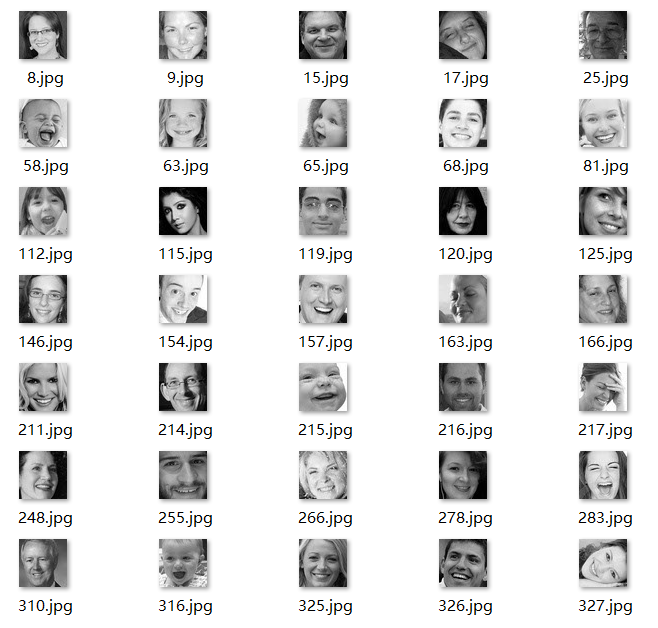 8.jpg 9.jpg 15.jpg 17.jpg 25.jpg
58.jpg 63.jpg 65.jpg 68.jpg 81.jpg
112.jpg 115.jpg 119.jpg 120.jpg 125.jpg
146.jpg 154.jpg 157.jpg 163.jpg 166.jpg
211.jpg 214.jpg 215.jpg 216.jpg 217.jpg
248.jpg 255.jpg 266.jpg 278.jpg 283.jpg
310.jpg 316.jpg 325.jpg 326.jpg 327.jpg